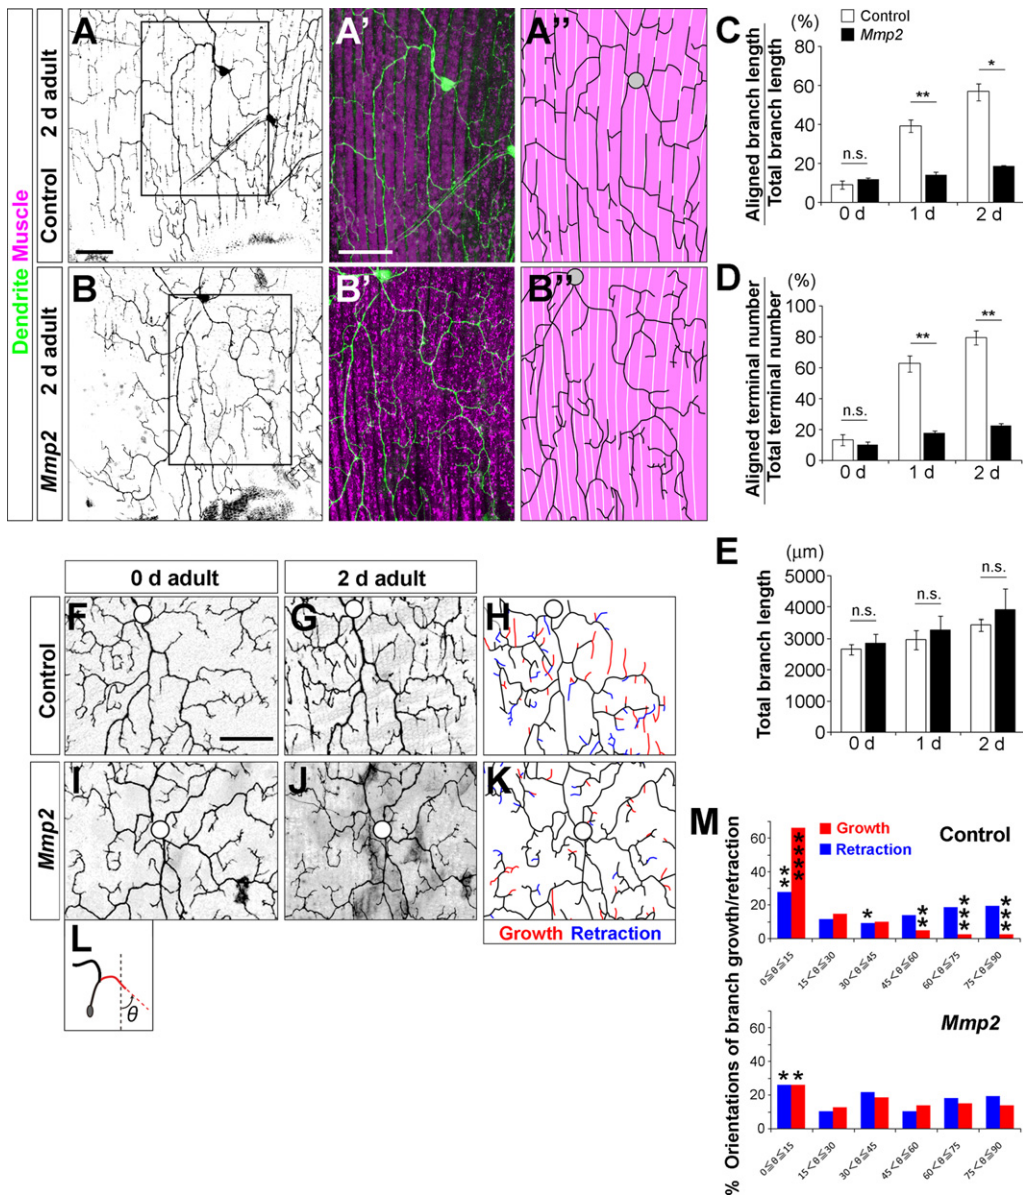 Dendrite Muscle
Control 2 d adult
Mmp2 2 d adult
A
A'
A''
B
B'
B''
C
(%)
Control
Mmp2
Aligned branch length
Total branch length
80
60
40
20
0
n.s.
**
*
0 d 1 d 2 d
D
(%)
Aligned terminal number
Total terminal number
100
80
60
40
20
0
n.s.
**
**
0 d 1 d 2 d
E
(μm)
Total branch length
5000
4000
3000
2000
1000
0
n.s.
n.s.
n.s.
0 d 1 d 2 d
0 d adult 2 d adult
Control
F
G
H
Mmp2
I
J
K
Growth Retraction
L
θ
M
% Orientations of branch growth/retraction
Growth
Retraction
Control
60
40
20
0
**
****
*
**
***
***
0≦θ≦15 15<θ≦30 30<θ≦45 45<θ≦60 60<θ≦75 75<θ≦90
Mmp2
60
40
20
0
* *
0≦θ≦15 15<θ≦30 30<θ≦45 45<θ≦60 60<θ≦75 75<θ≦90